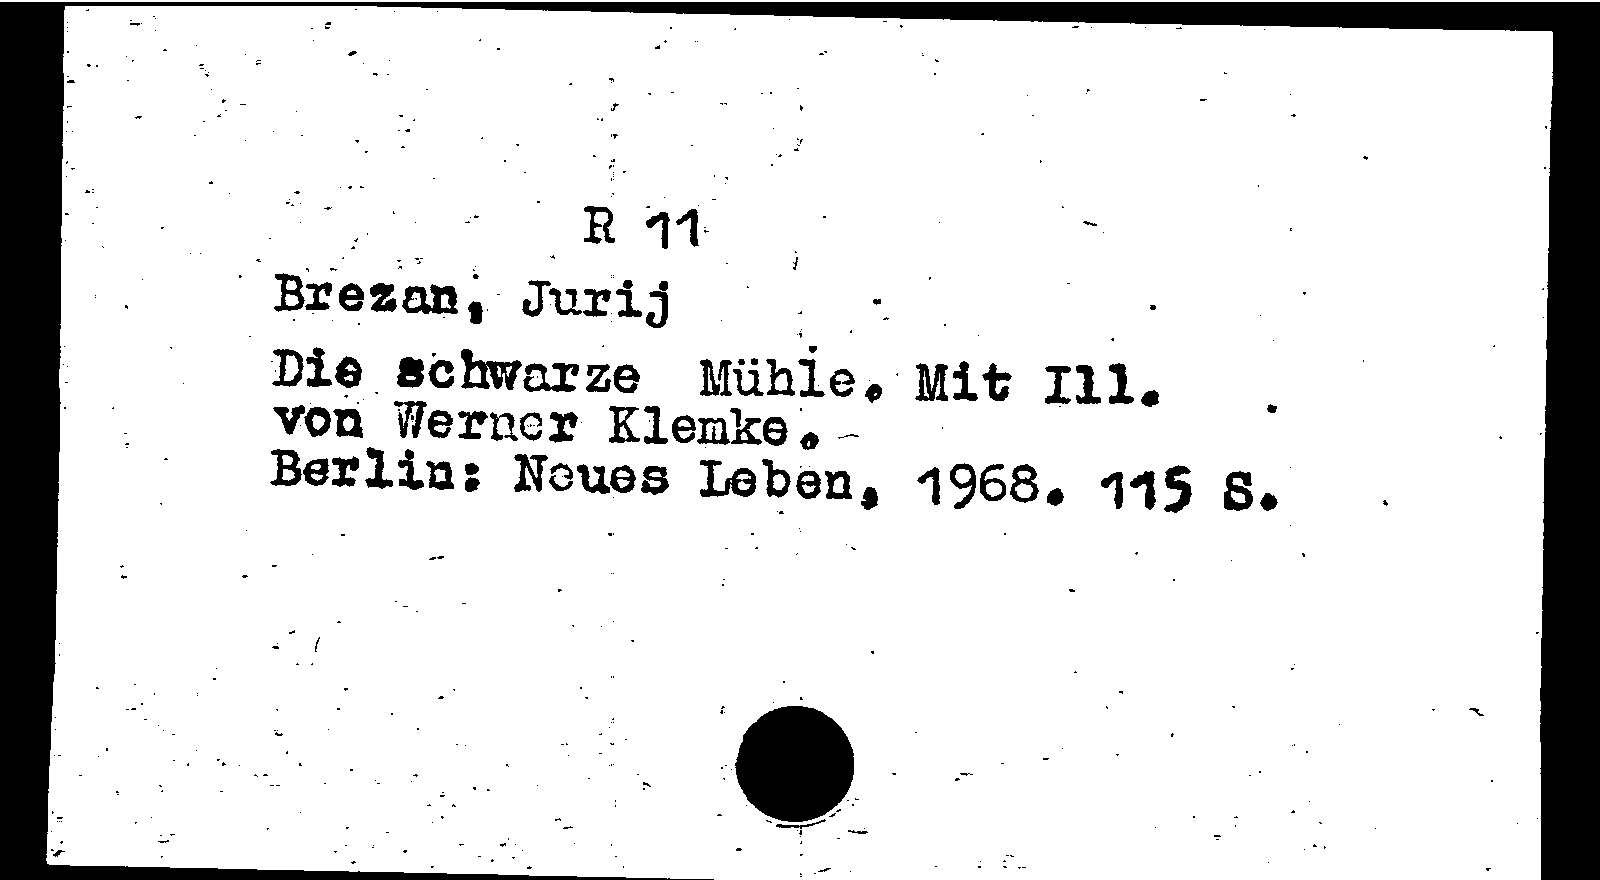 R 11
Brezan, Jurij
Die schwarze Mühle. Mit Ill.
von Werner Klemke.
Berlin: Neues Leben, 1968. 115 S.